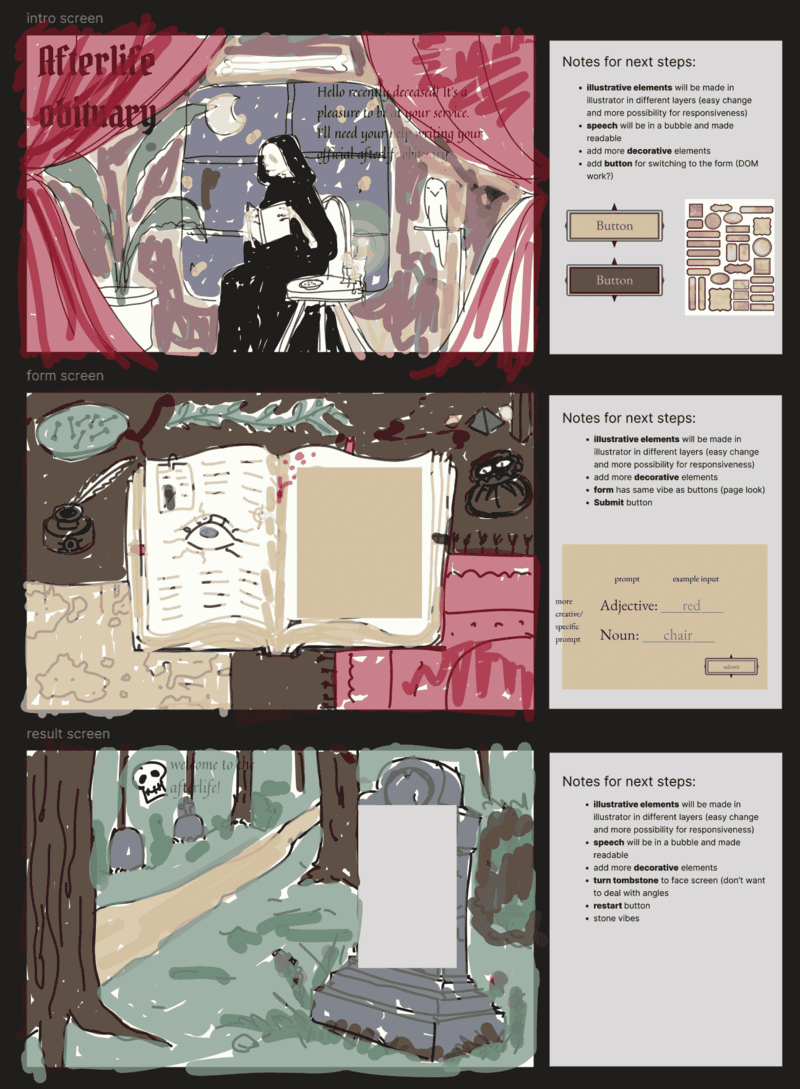 intro screen
Afterlife
obituary
Hello recently deceased! It's a
pleasure to be at your service.
I'll need your help writing your
official afterlife obituary!
Notes for next steps:
illustrative elements will be made in
illustrator in different layers (easy change
and more possibility for responsiveness)
speech will be in a bubble and made
readable
add more decorative elements
add button for switching to the form (DOM
work?)
Button
Button
form screen
Notes for next steps:
illustrative elements will be made in
illustrator in different layers (easy change
and more possibility for responsiveness)
add more decorative elements
form has same vibe as buttons (page look)
Submit button
prompt example input
more
creative/
specific
prompt
Adjective: red
Noun: chair
submit
result screen
welcome to the
afterlife!
Notes for next steps:
illustrative elements will be made in
illustrator in different layers (easy change
and more possibility for responsiveness)
speech will be in a bubble and made
readable
add more decorative elements
turn tombstone to face screen (don't want
to deal with angles
restart button
stone vibes